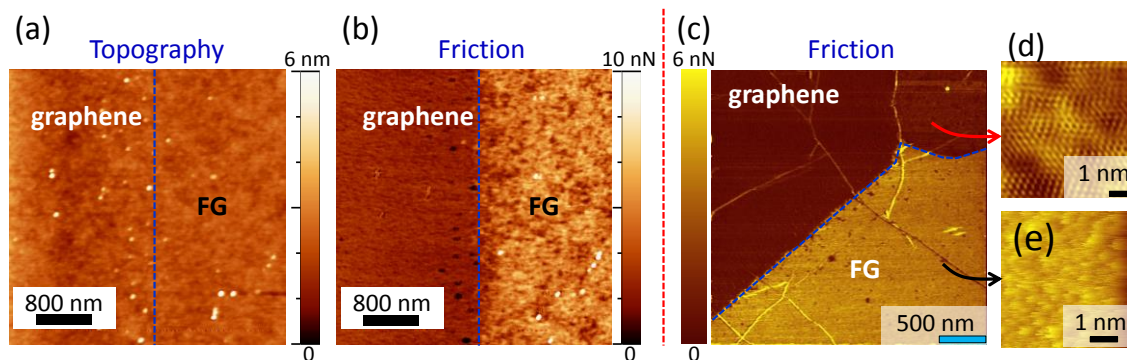 (a)
Topography
6 nm
graphene
FG
800 nm
0
(b)
Friction
10 nN
graphene
FG
800 nm
0
(c)
Friction
6 nN
graphene
FG
500 nm
0
(d)
1 nm
(e)
1 nm